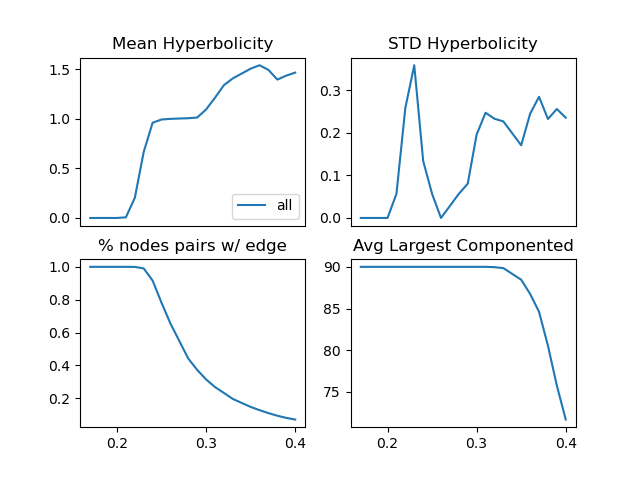 Mean Hyperbolicity
1.5
1.0
0.5
0.0
all
STD Hyperbolicity
0.3
0.2
0.1
0.0
% nodes pairs w/ edge
1.0
0.8
0.6
0.4
0.2
0.2 0.3 0.4
Avg Largest Componented
90
85
80
75
0.2 0.3 0.4